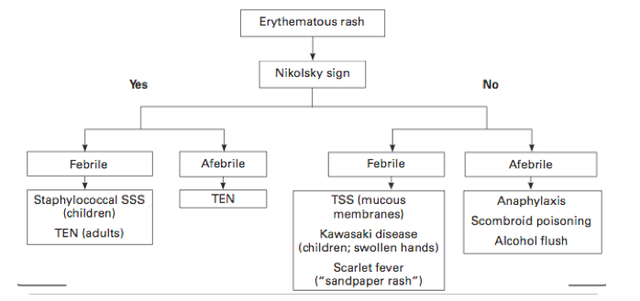 Erythematous rash
Nikolsky sign
Yes
No
Febrile
Afebrile
Febrile
Afebrile
Staphylococcal SSS
(children)
TEN (adults)
TEN
TSS (mucous
membranes)
Kawasaki disease
(children; swollen hands)
Scarlet fever
(“sandpaper rash”)
Anaphylaxis
Scombroid poisoning
Alcohol flush